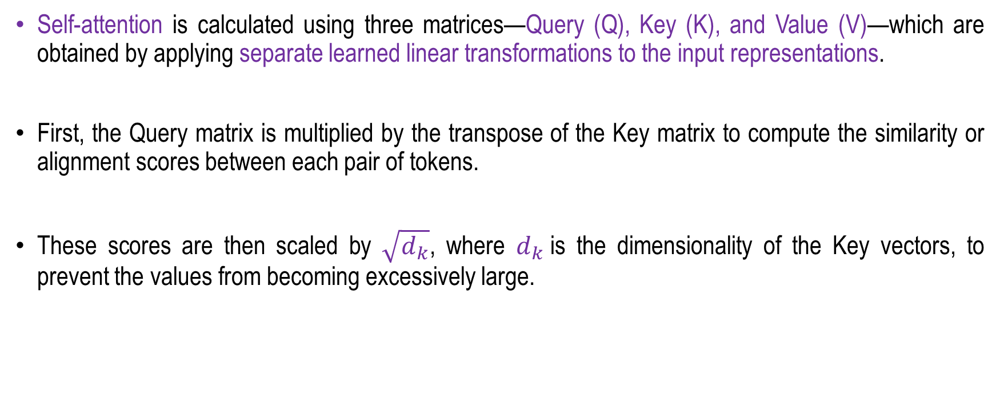 • Self-attention is calculated using three matrices—Query (Q), Key (K), and Value (V)—which are
obtained by applying separate learned linear transformations to the input representations.
• First, the Query matrix is multiplied by the transpose of the Key matrix to compute the similarity or
alignment scores between each pair of tokens.
• These scores are then scaled by √d_k, where d_k is the dimensionality of the Key vectors, to
prevent the values from becoming excessively large.